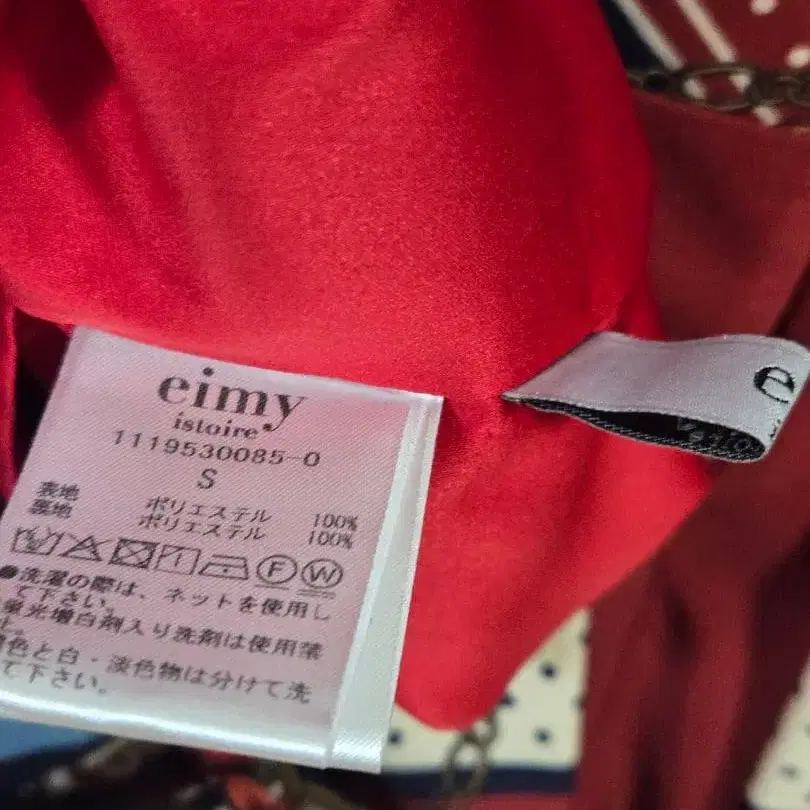 eimy
istoire
1119530085-0
S
表地 ポリエステル 100%
裏地 ポリエステル 100%
F W
●洗濯の際は、ネットを使用し
て下さい。
蛍光増白剤入り洗剤は使用禁
止。
色と白・淡色物は分けて洗
て下さい。
e